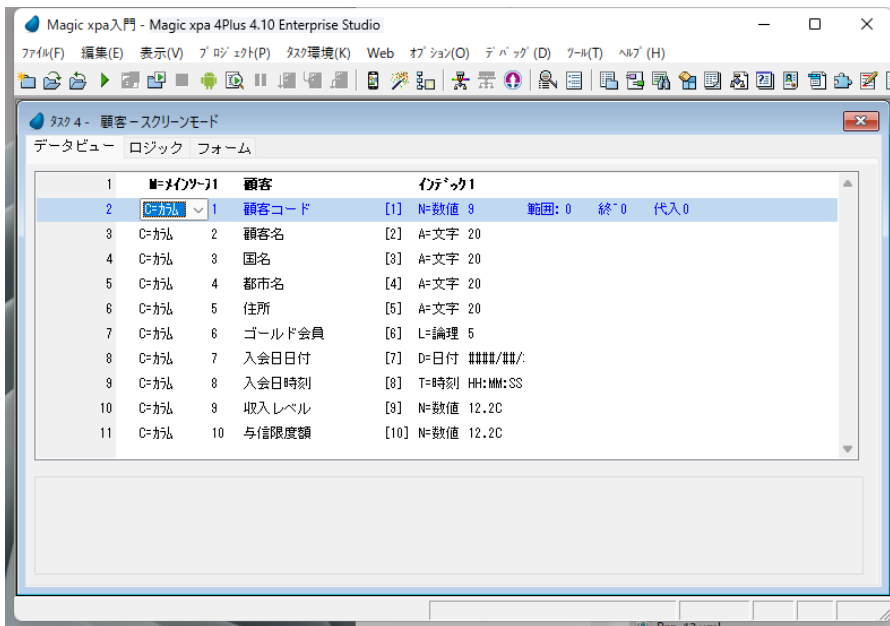 Magic xpa入門 - Magic xpa 4Plus 4.10 Enterprise Studio
ファイル(F) 編集(E) 表示(V) プロジェクト(P) タスク環境(K) Web オプション(O) デバッグ(D) ツール(T) ヘルプ(H)
タスク 4 - 顧客－スクリーンモード
データビュー ロジック フォーム
1 M=メインソース 1 顧客 インデックス 1
2 C=カラム 1 顧客コード [1] N=数値 9 範囲: 0 終~ 0 代入 0
3 C=カラム 2 顧客名 [2] A=文字 20
4 C=カラム 3 国名 [3] A=文字 20
5 C=カラム 4 都市名 [4] A=文字 20
6 C=カラム 5 住所 [5] A=文字 20
7 C=カラム 6 ゴールド会員 [6] L=論理 5
8 C=カラム 7 入会日日付 [7] D=日付 ####/##/
9 C=カラム 8 入会日時刻 [8] T=時刻 HH:MM:SS
10 C=カラム 9 収入レベル [9] N=数値 12.2C
11 C=カラム 10 与信限度額 [10] N=数値 12.2C